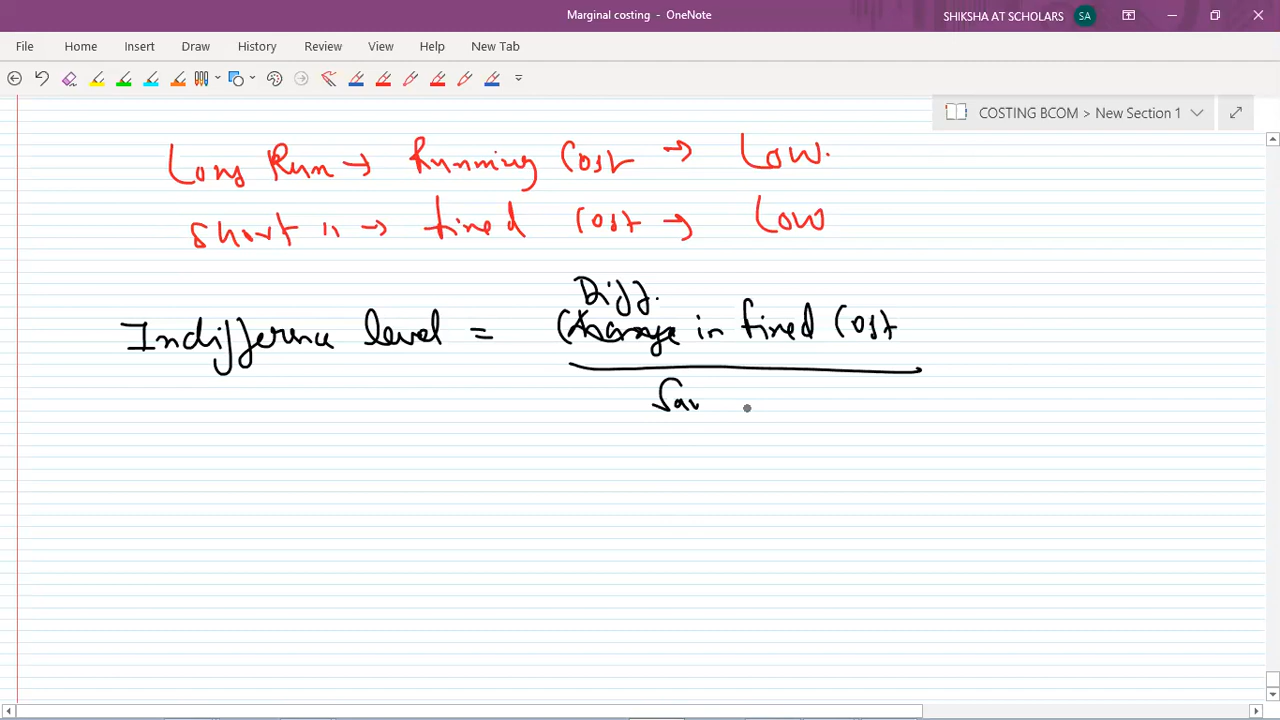 Marginal costing - OneNote
SHIKSHA AT SCHOLARS SA
File Home Insert Draw History Review View Help New Tab
COSTING BCOM > New Section 1
Long Run → Running Cost → Low.
Short " → fixed cost → Low
Diff.
Indifference level = Change in fixed Cost
Sav